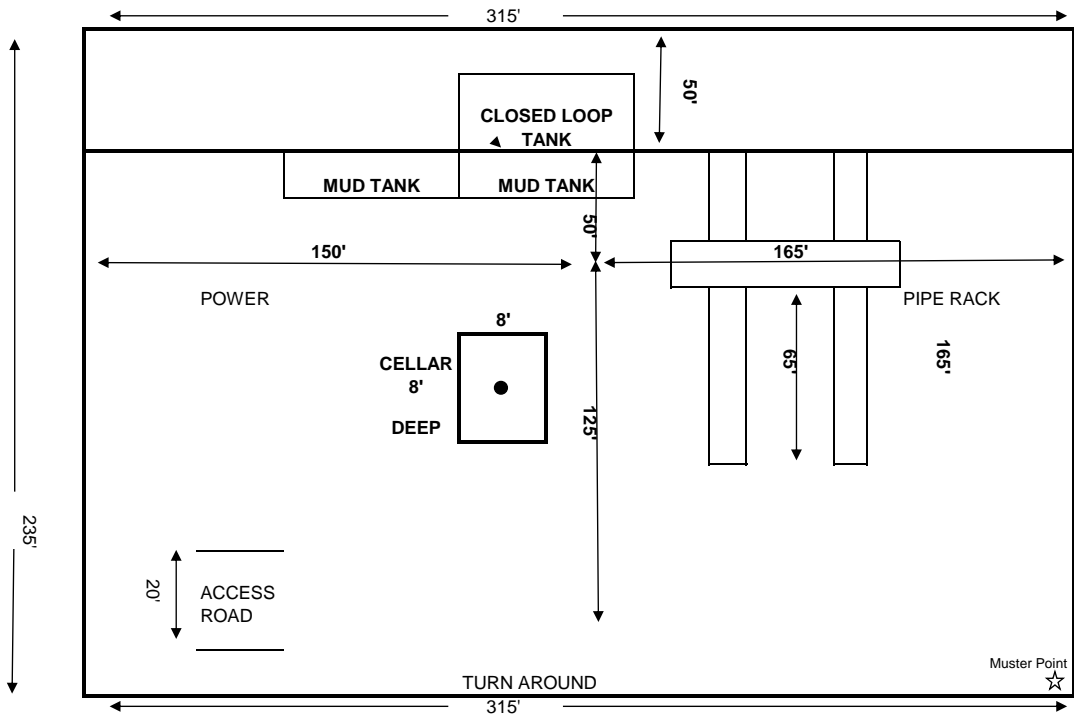 315'
50'
CLOSED LOOP
TANK
MUD TANK
MUD TANK
50'
150'
165'
POWER
PIPE RACK
8'
CELLAR
8'
DEEP
65'
165'
125'
235'
20'
ACCESS
ROAD
Muster Point
TURN AROUND
315'